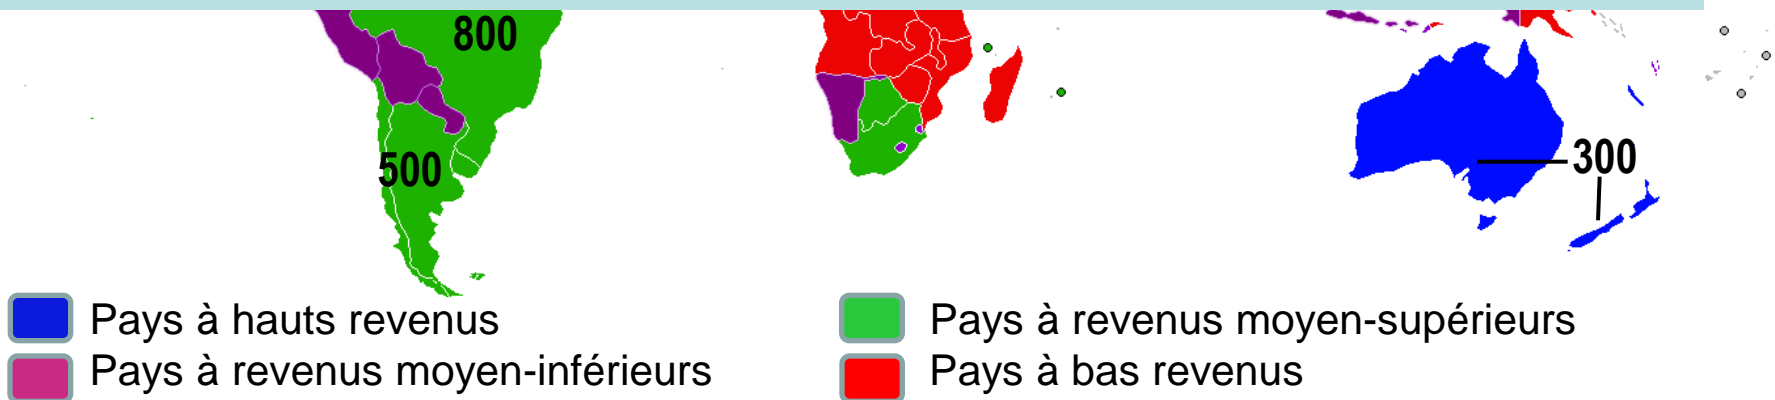 800
500
300
Pays à hauts revenus
Pays à revenus moyen-supérieurs
Pays à revenus moyen-inférieurs
Pays à bas revenus